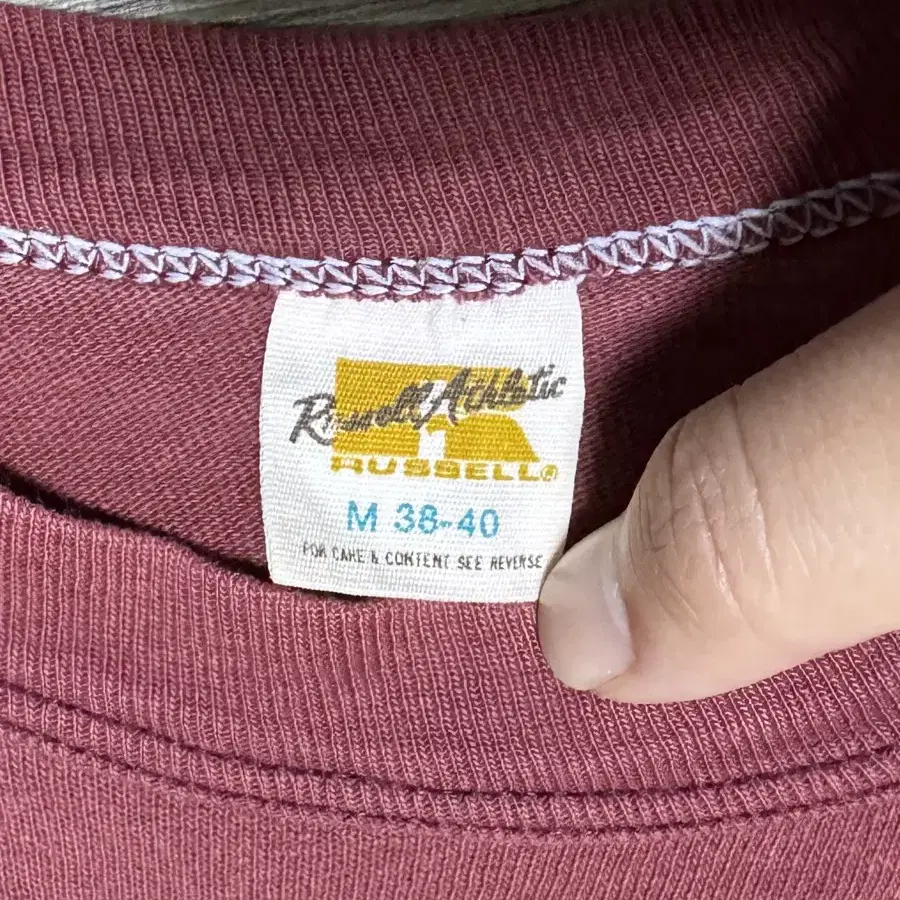 Russell Athletic
R
RUSSELL®
M 38-40
FOR CARE & CONTENT SEE REVERSE